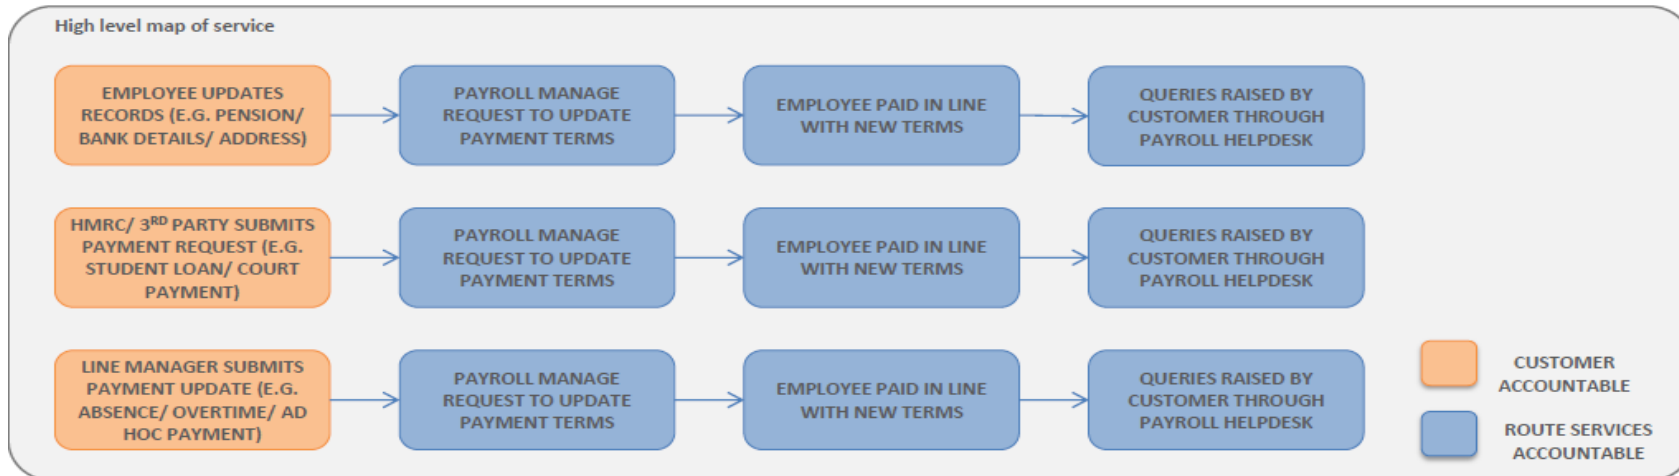 High level map of service
EMPLOYEE UPDATES
RECORDS (E.G. PENSION/
BANK DETAILS/ ADDRESS)
PAYROLL MANAGE
REQUEST TO UPDATE
PAYMENT TERMS
EMPLOYEE PAID IN LINE
WITH NEW TERMS
QUERIES RAISED BY
CUSTOMER THROUGH
PAYROLL HELPDESK
HMRC/ 3RD PARTY SUBMITS
PAYMENT REQUEST (E.G.
STUDENT LOAN/ COURT
PAYMENT)
PAYROLL MANAGE
REQUEST TO UPDATE
PAYMENT TERMS
EMPLOYEE PAID IN LINE
WITH NEW TERMS
QUERIES RAISED BY
CUSTOMER THROUGH
PAYROLL HELPDESK
LINE MANAGER SUBMITS
PAYMENT UPDATE (E.G.
ABSENCE/ OVERTIME/ AD
HOC PAYMENT)
PAYROLL MANAGE
REQUEST TO UPDATE
PAYMENT TERMS
EMPLOYEE PAID IN LINE
WITH NEW TERMS
QUERIES RAISED BY
CUSTOMER THROUGH
PAYROLL HELPDESK
CUSTOMER
ACCOUNTABLE
ROUTE SERVICES
ACCOUNTABLE